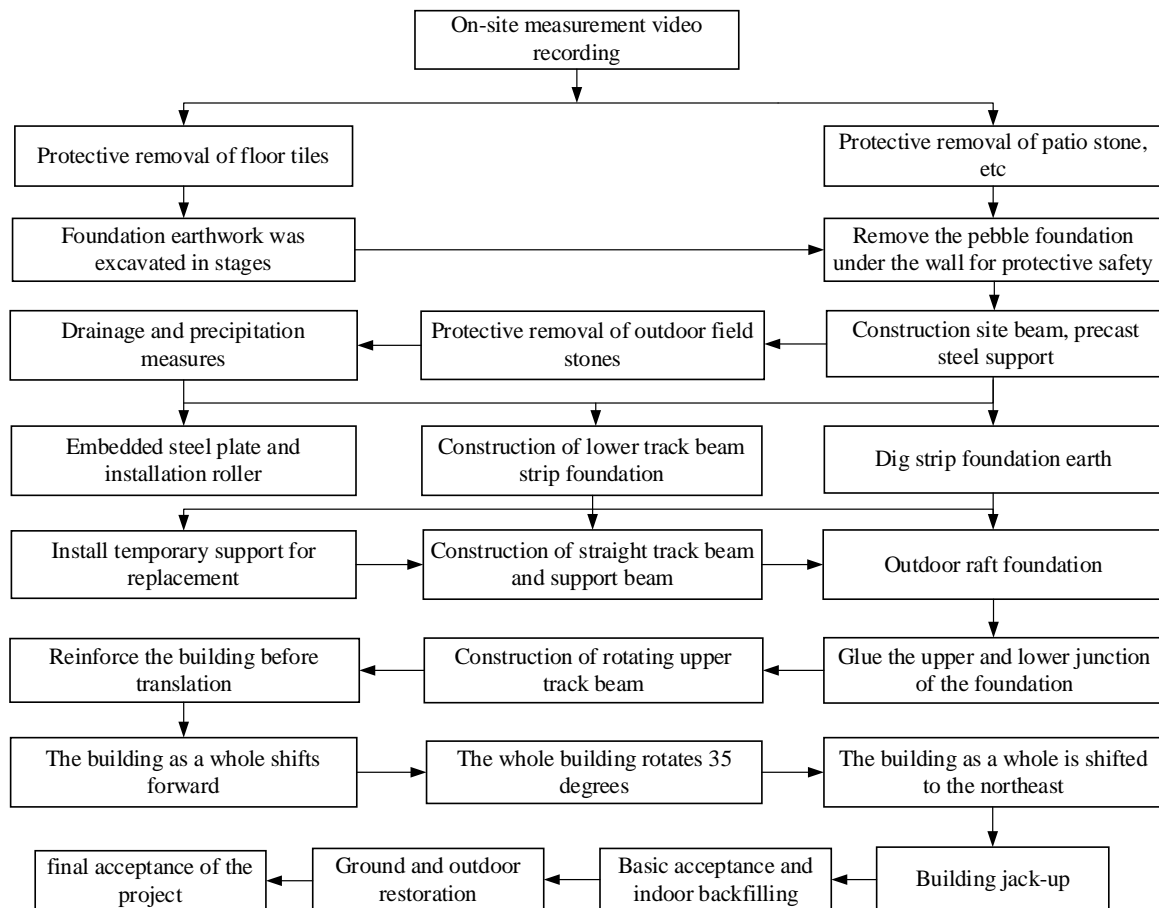 On-site measurement video
recording
Protective removal of floor tiles
Protective removal of patio stone,
etc
Foundation earthwork was
excavated in stages
Remove the pebble foundation
under the wall for protective safety
Drainage and precipitation
measures
Protective removal of outdoor field
stones
Construction site beam, precast
steel support
Embedded steel plate and
installation roller
Construction of lower track beam
strip foundation
Dig strip foundation earth
Install temporary support for
replacement
Construction of straight track beam
and support beam
Outdoor raft foundation
Reinforce the building before
translation
Construction of rotating upper
track beam
Glue the upper and lower junction
of the foundation
The building as a whole shifts
forward
The whole building rotates 35
degrees
The building as a whole is shifted
to the northeast
final acceptance of the
project
Ground and outdoor
restoration
Basic acceptance and
indoor backfilling
Building jack-up